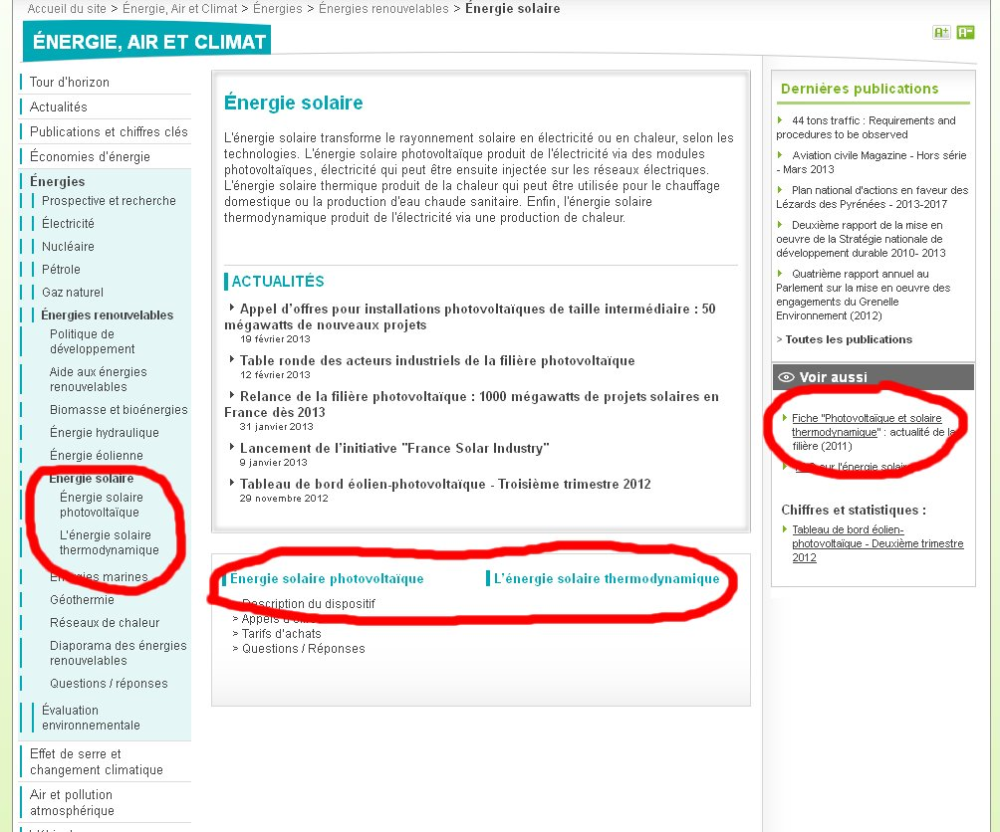 Accueil du site > Énergie, Air et Climat > Énergies > Énergies renouvelables > Énergie solaire
ÉNERGIE, AIR ET CLIMAT
A+ A-
Tour d'horizon
Actualités
Publications et chiffres clés
Économies d'énergie
Énergies
Prospective et recherche
Électricité
Nucléaire
Pétrole
Gaz naturel
Énergies renouvelables
Politique de
développement
Aide aux énergies
renouvelables
Biomasse et bioénergies
Énergie hydraulique
Énergie éolienne
Énergie solaire
Énergie solaire
photovoltaïque
L'énergie solaire
thermodynamique
Énergies marines
Géothermie
Réseaux de chaleur
Diaporama des énergies
renouvelables
Questions / réponses
Évaluation
environnementale
Effet de serre et
changement climatique
Air et pollution
atmosphérique
Énergie solaire
L'énergie solaire transforme le rayonnement solaire en électricité ou en chaleur, selon les
technologies. L'énergie solaire photovoltaïque produit de l'électricité via des modules
photovoltaïques, électricité qui peut être ensuite injectée sur les réseaux électriques.
L'énergie solaire thermique produit de la chaleur qui peut être utilisée pour le chauffage
domestique ou la production d'eau chaude sanitaire. Enfin, l'énergie solaire
thermodynamique produit de l'électricité via une production de chaleur.
ACTUALITÉS
Appel d'offres pour installations photovoltaïques de taille intermédiaire : 50
mégawatts de nouveaux projets
19 février 2013
Table ronde des acteurs industriels de la filière photovoltaïque
12 février 2013
Relance de la filière photovoltaïque : 1000 mégawatts de projets solaires en
France dès 2013
31 janvier 2013
Lancement de l'initiative "France Solar Industry"
9 janvier 2013
Tableau de bord éolien-photovoltaïque - Troisième trimestre 2012
29 novembre 2012
Energie solaire photovoltaïque
> Description du dispositif
> Appels d'offres
> Tarifs d'achats
> Questions / Réponses
L'énergie solaire thermodynamique
Dernières publications
44 tons traffic : Requirements and
procedures to be observed
Aviation civile Magazine - Hors série
- Mars 2013
Plan national d'actions en faveur des
Lézards des Pyrénées - 2013-2017
Deuxième rapport de la mise en
oeuvre de la Stratégie nationale de
développement durable 2010- 2013
Quatrième rapport annuel au
Parlement sur la mise en oeuvre des
engagements du Grenelle
Environnement (2012)
> Toutes les publications
Voir aussi
Fiche "Photovoltaïque et solaire
thermodynamique" : actualité de la
filière (2011)
sur l'énergie solaire
Chiffres et statistiques :
Tableau de bord éolien-
photovoltaïque - Deuxième trimestre
2012